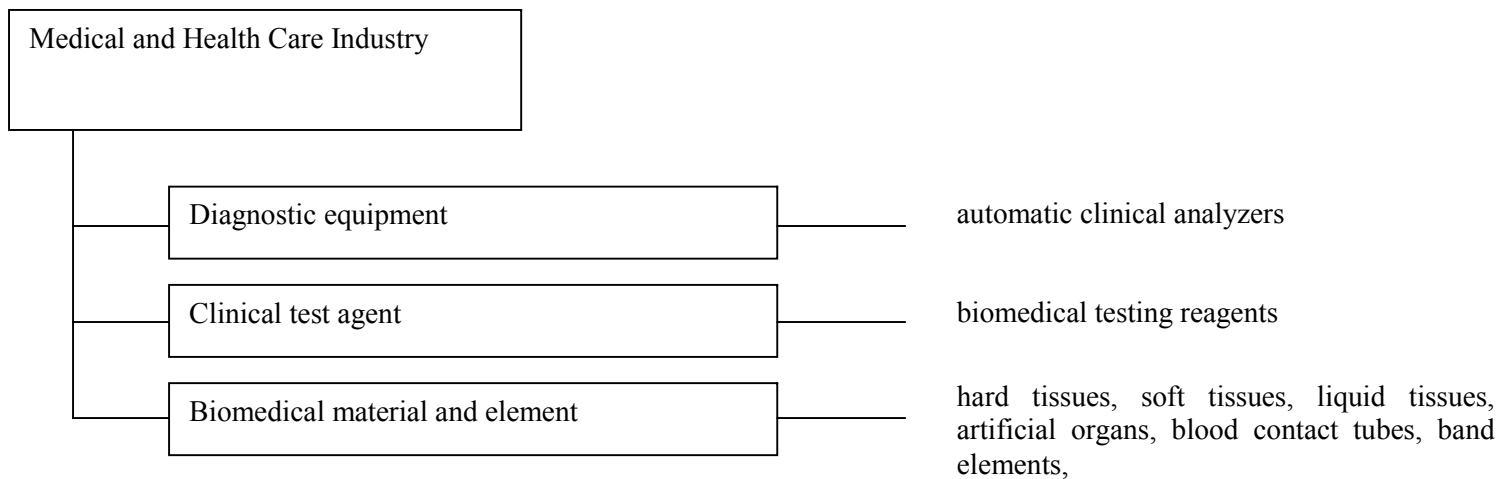 Medical and Health Care Industry
Diagnostic equipment
automatic clinical analyzers
Clinical test agent
biomedical testing reagents
Biomedical material and element
hard tissues, soft tissues, liquid tissues,
artificial organs, blood contact tubes, band
elements,